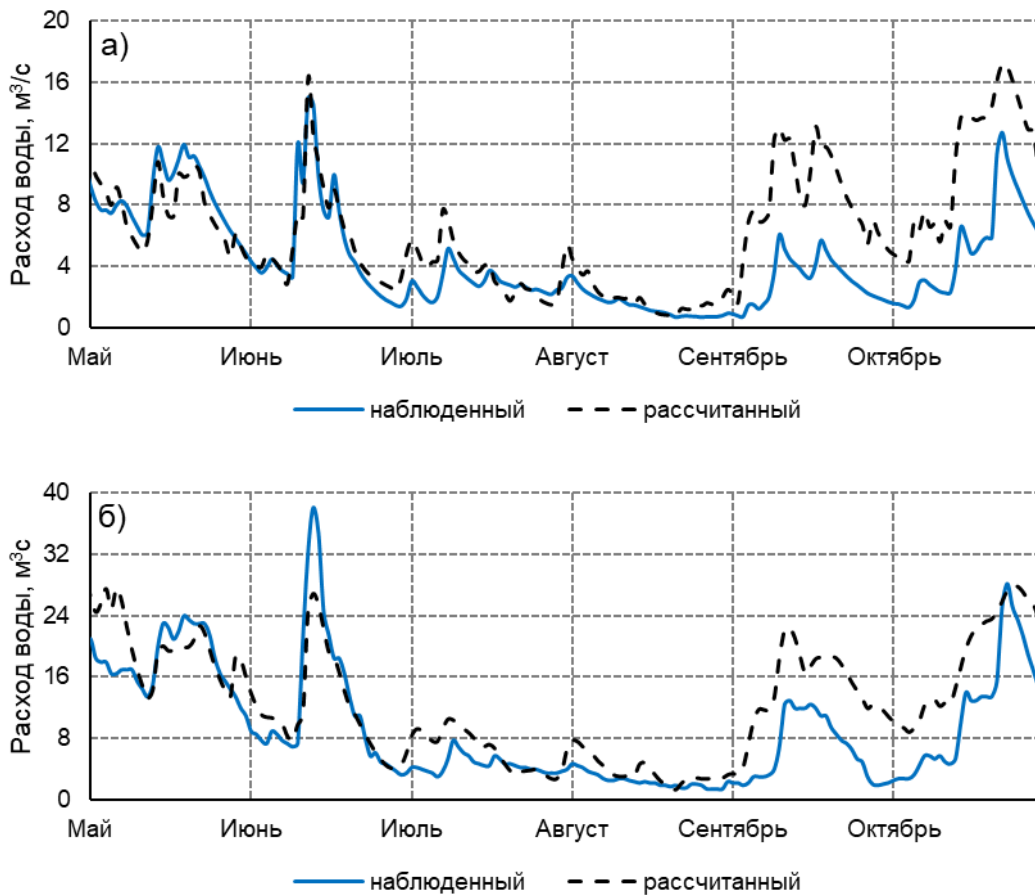 а)
Расход воды, м³/с
20
16
12
8
4
0
Май Июнь Июль Август Сентябрь Октябрь
наблюденный рассчитанный
б)
Расход воды, м³с
40
32
24
16
8
0
Май Июнь Июль Август Сентябрь Октябрь
наблюденный рассчитанный